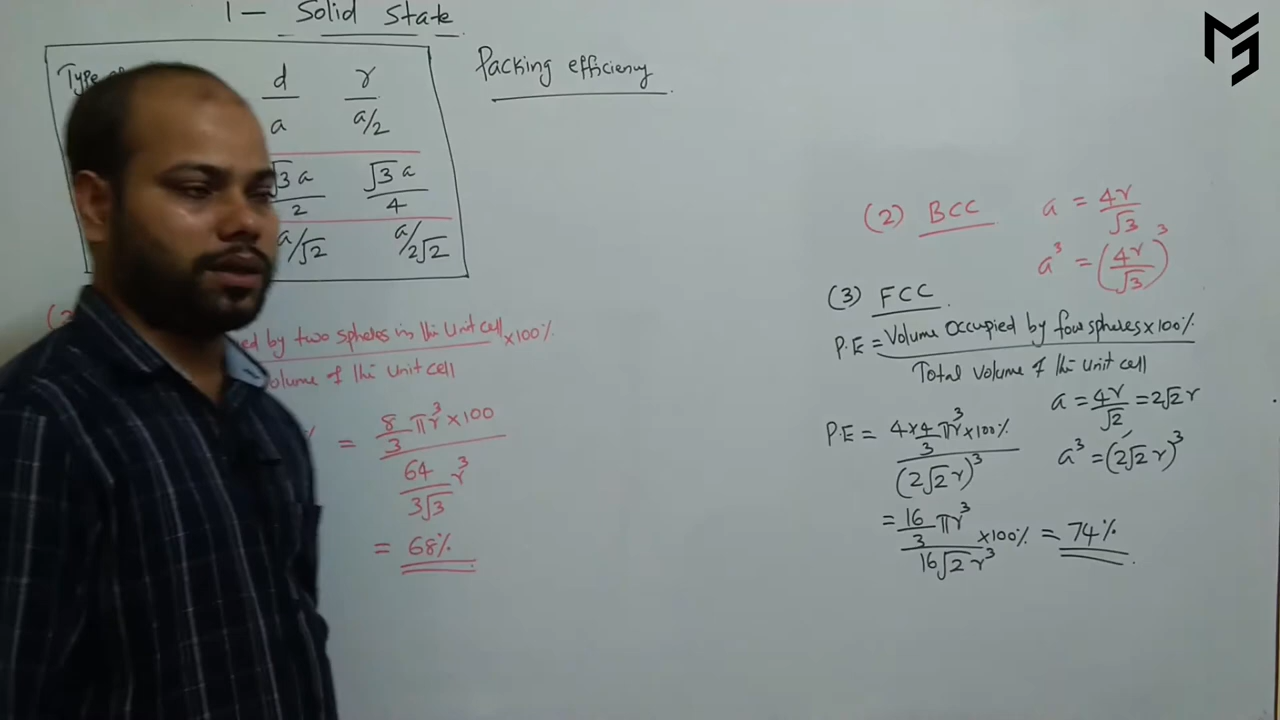 1 — Solid State
Type d r
a a/2
√3 a/2 √3 a/4
a/√2 a/2√2
Packing efficiency
by two spheres in the Unit cell ×100%
Volume of the unit cell
% = 8/3 πr³ ×100 / 64/3√3 r³
= 68%
(2) BCC a = 4r/√3
a³ = (4r/√3)³
(3) FCC
P.E = Volume Occupied by four spheres ×100%
Total volume of the unit cell
a = 4r/√2 = 2√2 r
P.E = 4×4/3 πr³ ×100% / (2√2 r)³
a³ = (2√2 r)³
= 16/3 πr³ / 16√2 r³ ×100% = 74%